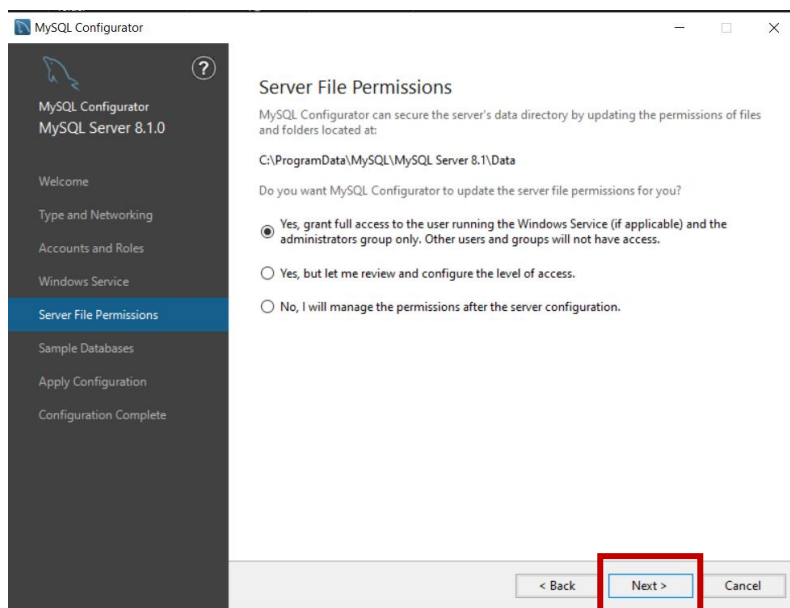 MySQL Configurator
?
MySQL Configurator
MySQL Server 8.1.0
Welcome
Type and Networking
Accounts and Roles
Windows Service
Server File Permissions
Sample Databases
Apply Configuration
Configuration Complete
Server File Permissions
MySQL Configurator can secure the server's data directory by updating the permissions of files
and folders located at:
C:\ProgramData\MySQL\MySQL Server 8.1\Data
Do you want MySQL Configurator to update the server file permissions for you?
Yes, grant full access to the user running the Windows Service (if applicable) and the
administrators group only. Other users and groups will not have access.
Yes, but let me review and configure the level of access.
No, I will manage the permissions after the server configuration.
< Back
Next >
Cancel